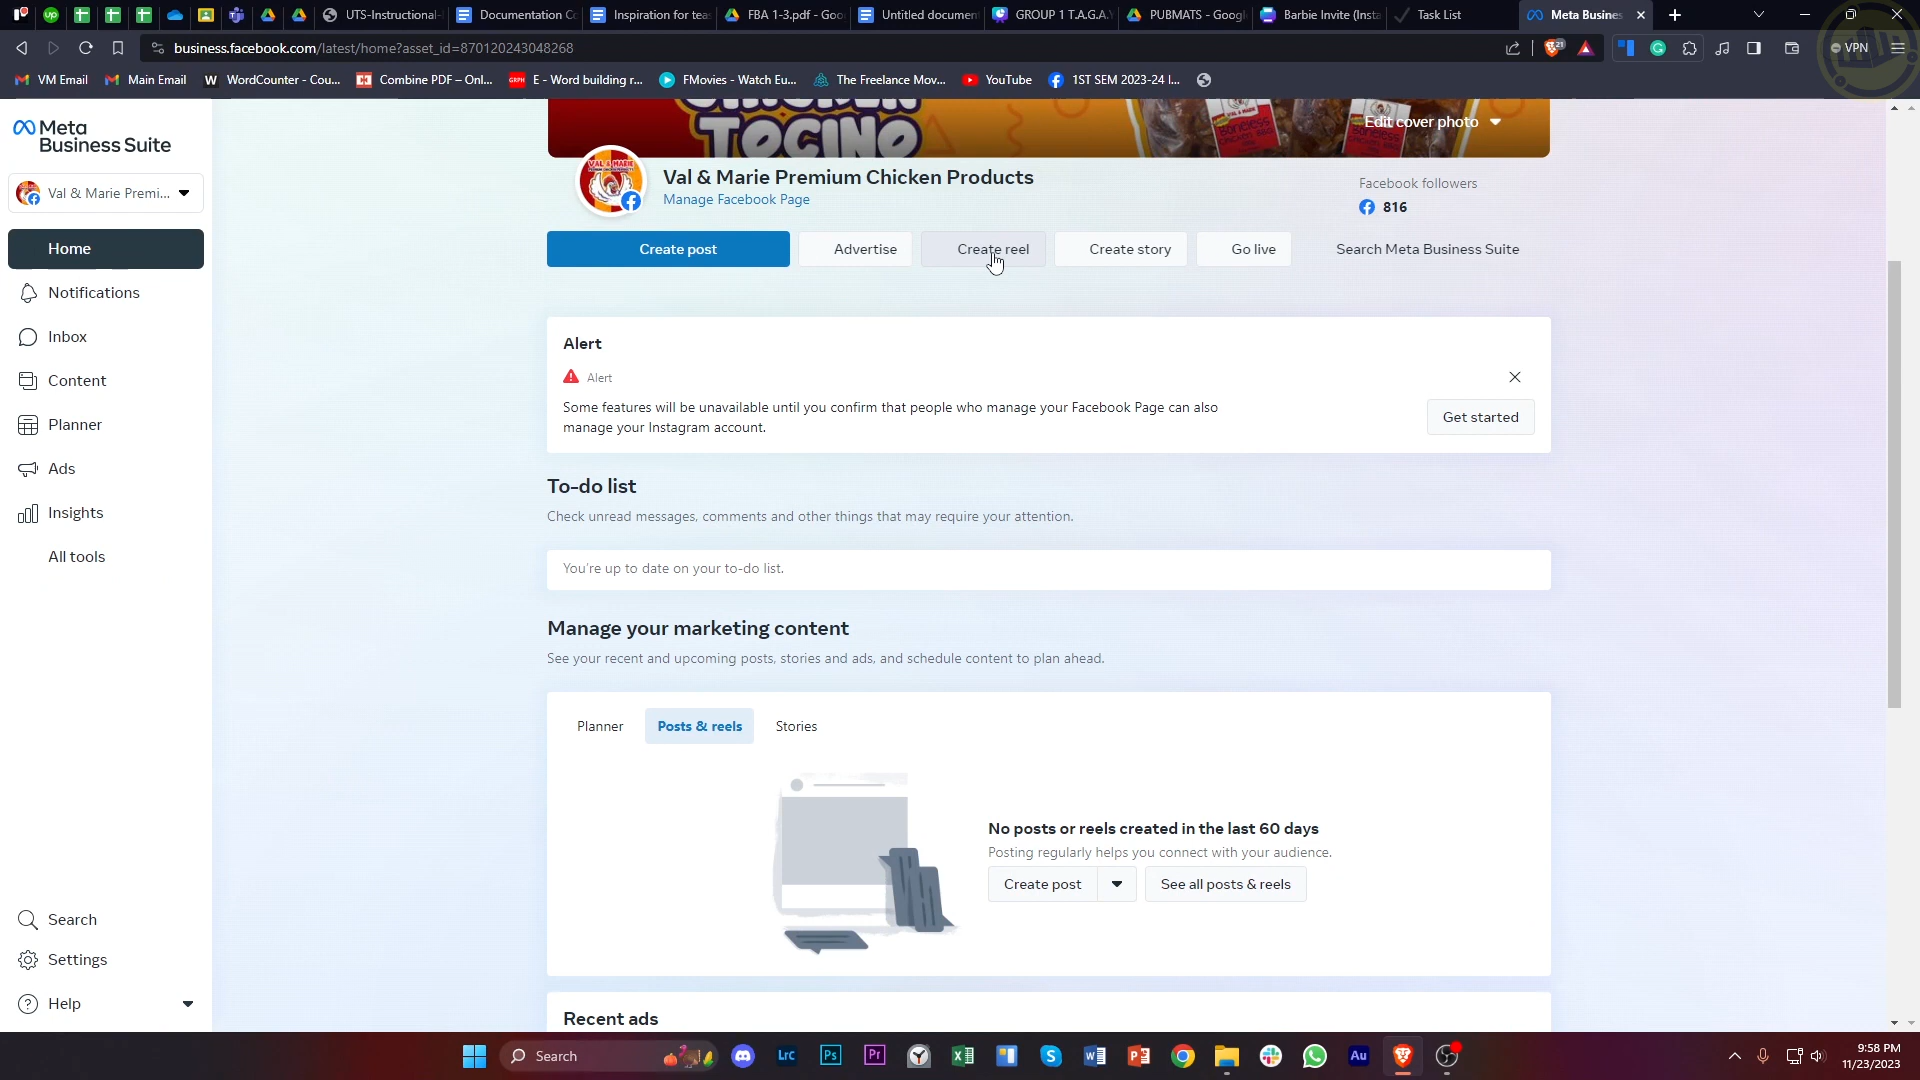 UTS-Instructional-
Documentation Co
Inspiration for teas
FBA 1-3.pdf - Goo
Untitled documen
GROUP 1 T.A.G.A.Y
PUBMATS - Googl
Barbie Invite (Insta
Task List
Meta Busines
business.facebook.com/latest/home?asset_id=870120243048268
21
VPN
VM Email
Main Email
W WordCounter - Cou...
Combine PDF – Onl...
E - Word building r...
FMovies - Watch Eu...
The Freelance Mov...
YouTube
1ST SEM 2023-24 I...
Meta
Business Suite
Val & Marie Premi...
Home
Notifications
Inbox
Content
Planner
Ads
Insights
All tools
Search
Settings
Help
CHICKEN
TOCINO
Edit cover photo
Val & Marie Premium Chicken Products
Manage Facebook Page
Facebook followers
816
Create post
Advertise
Create reel
Create story
Go live
Search Meta Business Suite
Alert
Alert
Some features will be unavailable until you confirm that people who manage your Facebook Page can also
manage your Instagram account.
Get started
To-do list
Check unread messages, comments and other things that may require your attention.
You're up to date on your to-do list.
Manage your marketing content
See your recent and upcoming posts, stories and ads, and schedule content to plan ahead.
Planner
Posts & reels
Stories
No posts or reels created in the last 60 days
Posting regularly helps you connect with your audience.
Create post
See all posts & reels
Recent ads
Search
Lrc
Ps
Pr
Au
9:58 PM
11/23/2023